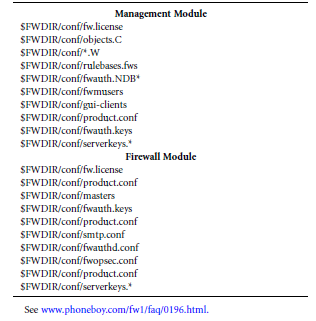 Management Module
$FWDIR/conf/fw.license
$FWDIR/conf/objects.C
$FWDIR/conf/*.W
$FWDIR/conf/rulebases.fws
$FWDIR/conf/fwauth.NDB*
$FWDIR/conf/fwmusers
$FWDIR/conf/gui-clients
$FWDIR/conf/product.conf
$FWDIR/conf/fwauth.keys
$FWDIR/conf/serverkeys.*
Firewall Module
$FWDIR/conf/fw.license
$FWDIR/conf/product.conf
$FWDIR/conf/masters
$FWDIR/conf/fwauth.keys
$FWDIR/conf/product.conf
$FWDIR/conf/smtp.conf
$FWDIR/conf/fwauthd.conf
$FWDIR/conf/fwopsec.conf
$FWDIR/conf/product.conf
$FWDIR/conf/serverkeys.*
See www.phoneboy.com/fw1/faq/0196.html.